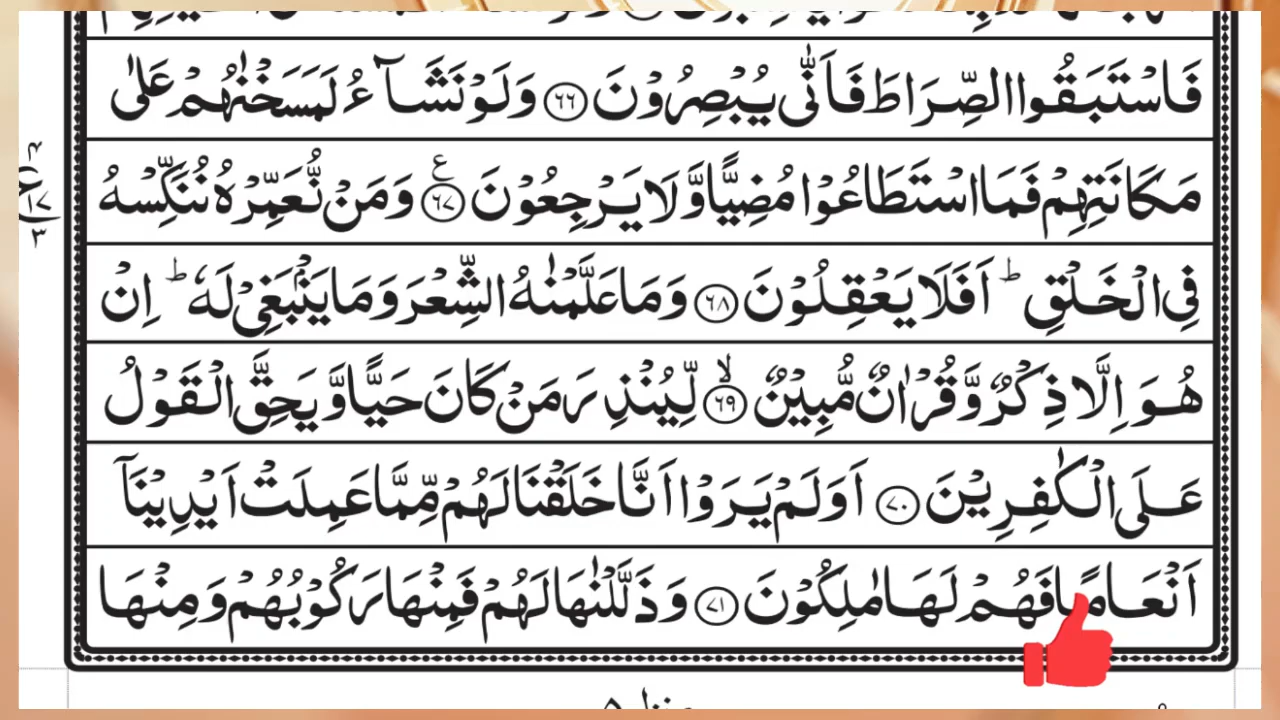 فَاسْتَبَقُوا الصِّرَاطَ فَاَنّٰى يُبْصِرُوْنَ ﴿٦٦﴾ وَلَوْ نَشَآءُ لَمَسَخْنٰهُمْ عَلٰى
مَكَانَتِهِمْ فَمَا اسْتَطَاعُوْا مُضِيًّا وَّلَا يَرْجِعُوْنَ ﴿٦٧﴾ ع وَمَنْ نُّعَمِّرْهُ نُنَكِّسْهُ
فِى الْخَلْقِ ؕ اَفَلَا يَعْقِلُوْنَ ﴿٦٨﴾ وَمَا عَلَّمْنٰهُ الشِّعْرَ وَمَا يَنْۢبَغِىْ لَهٗ ؕ اِنْ
هُوَ اِلَّا ذِكْرٌ وَّقُرْاٰنٌ مُّبِيْنٌ ﴿٦٩﴾ۙ لِّيُنْذِرَ مَنْ كَانَ حَيًّا وَّيَحِقَّ الْقَوْلُ
عَلَى الْكٰفِرِيْنَ ﴿٧٠﴾ اَوَلَمْ يَرَوْا اَنَّا خَلَقْنَا لَهُمْ مِّمَّا عَمِلَتْ اَيْدِيْنَآ
اَنْعَامًا فَهُمْ لَهَا مٰلِكُوْنَ ﴿٧١﴾ وَذَلَّلْنٰهَا لَهُمْ فَمِنْهَا رَكُوْبُهُمْ وَمِنْهَا